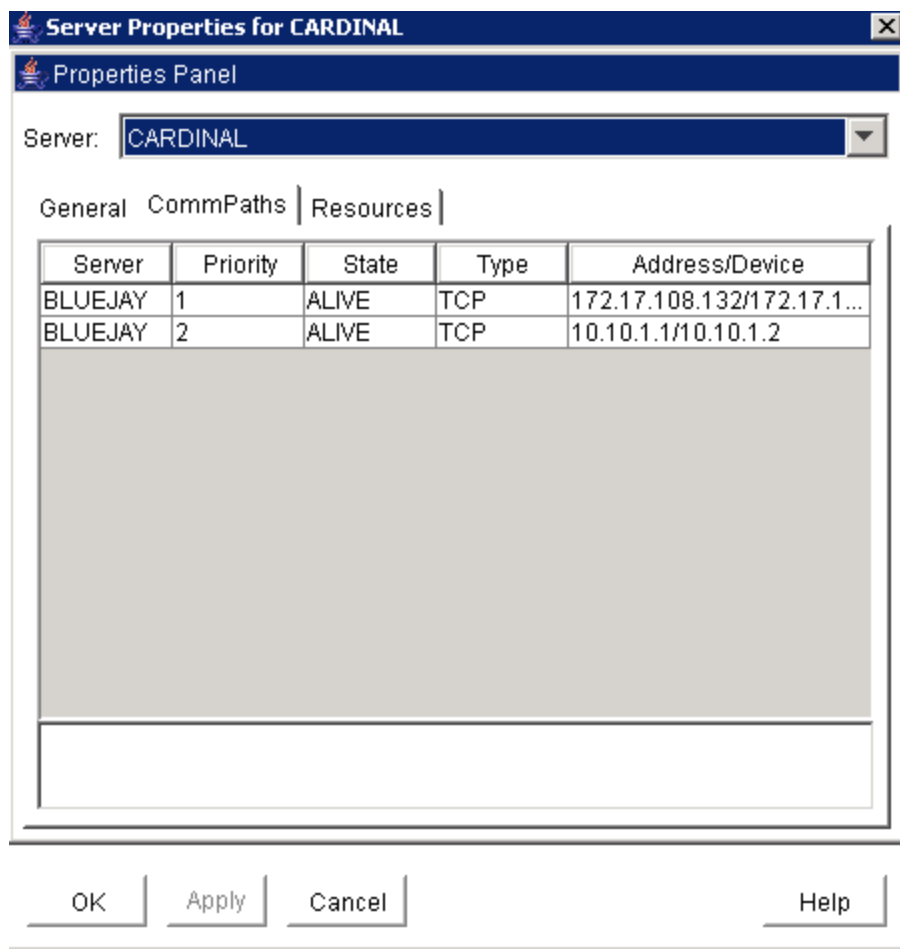 Server Properties for CARDINAL
Properties Panel
Server: CARDINAL
General CommPaths Resources
Server Priority State Type Address/Device
BLUEJAY 1 ALIVE TCP 172.17.108.132/172.17.1...
BLUEJAY 2 ALIVE TCP 10.10.1.1/10.10.1.2
OK Apply Cancel Help